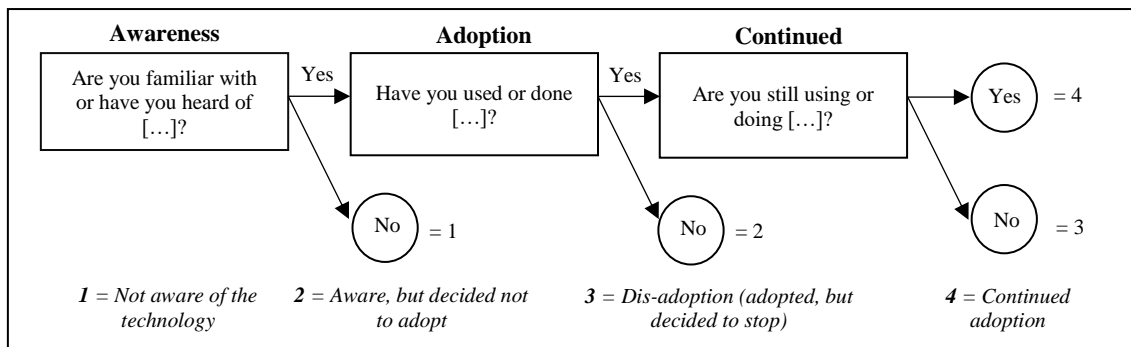 Awareness
Adoption
Continued
Are you familiar with
or have you heard of
[…]?
Yes
Have you used or done
[…]?
Yes
Are you still using or
doing […]?
Yes
= 4
No
= 1
No
= 2
No
= 3
1 = Not aware of the
technology
2 = Aware, but decided not
to adopt
3 = Dis-adoption (adopted, but
decided to stop)
4 = Continued
adoption